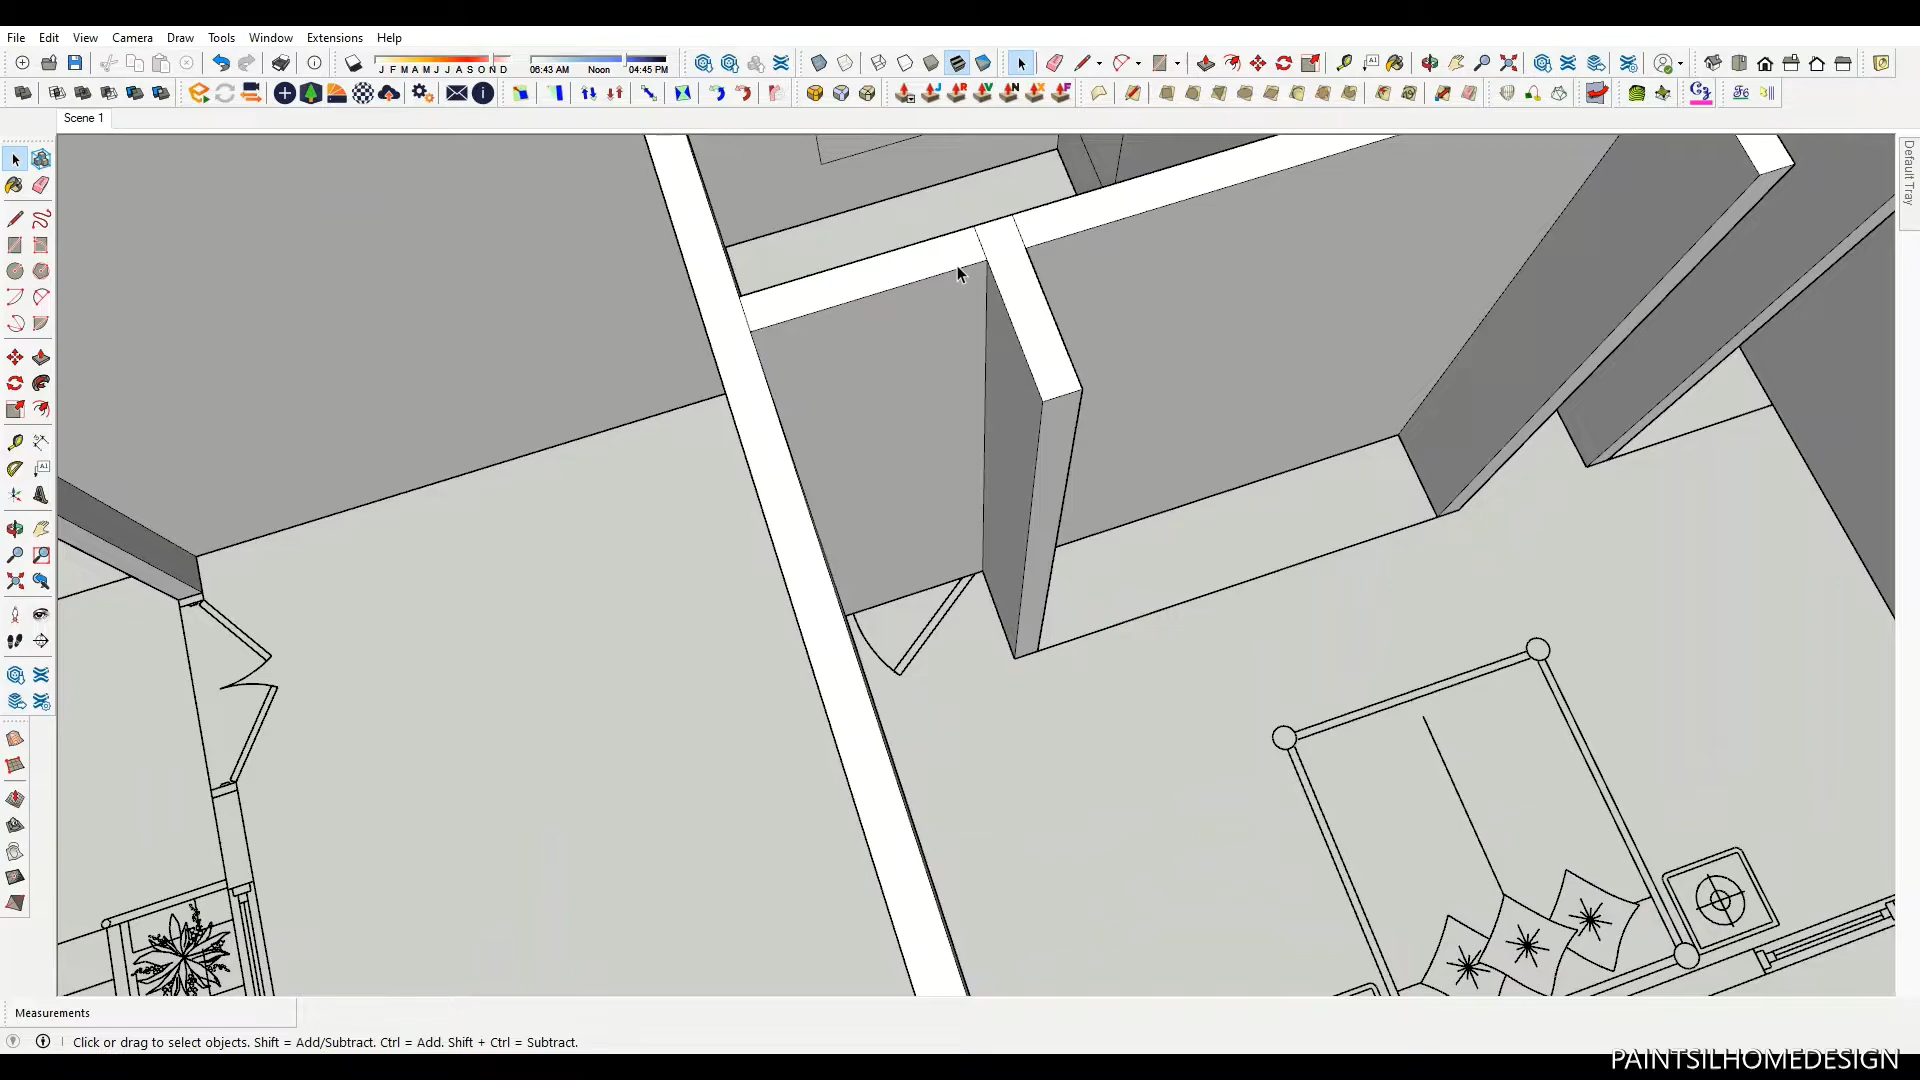 File Edit View Camera Draw Tools Window Extensions Help
J F M A M J J A S O N D 06:43 AM Noon 04:45 PM
Scene 1
Default Tray
Measurements
Click or drag to select objects. Shift = Add/Subtract. Ctrl = Add. Shift + Ctrl = Subtract.
PAINTSILHOMEDESIGN